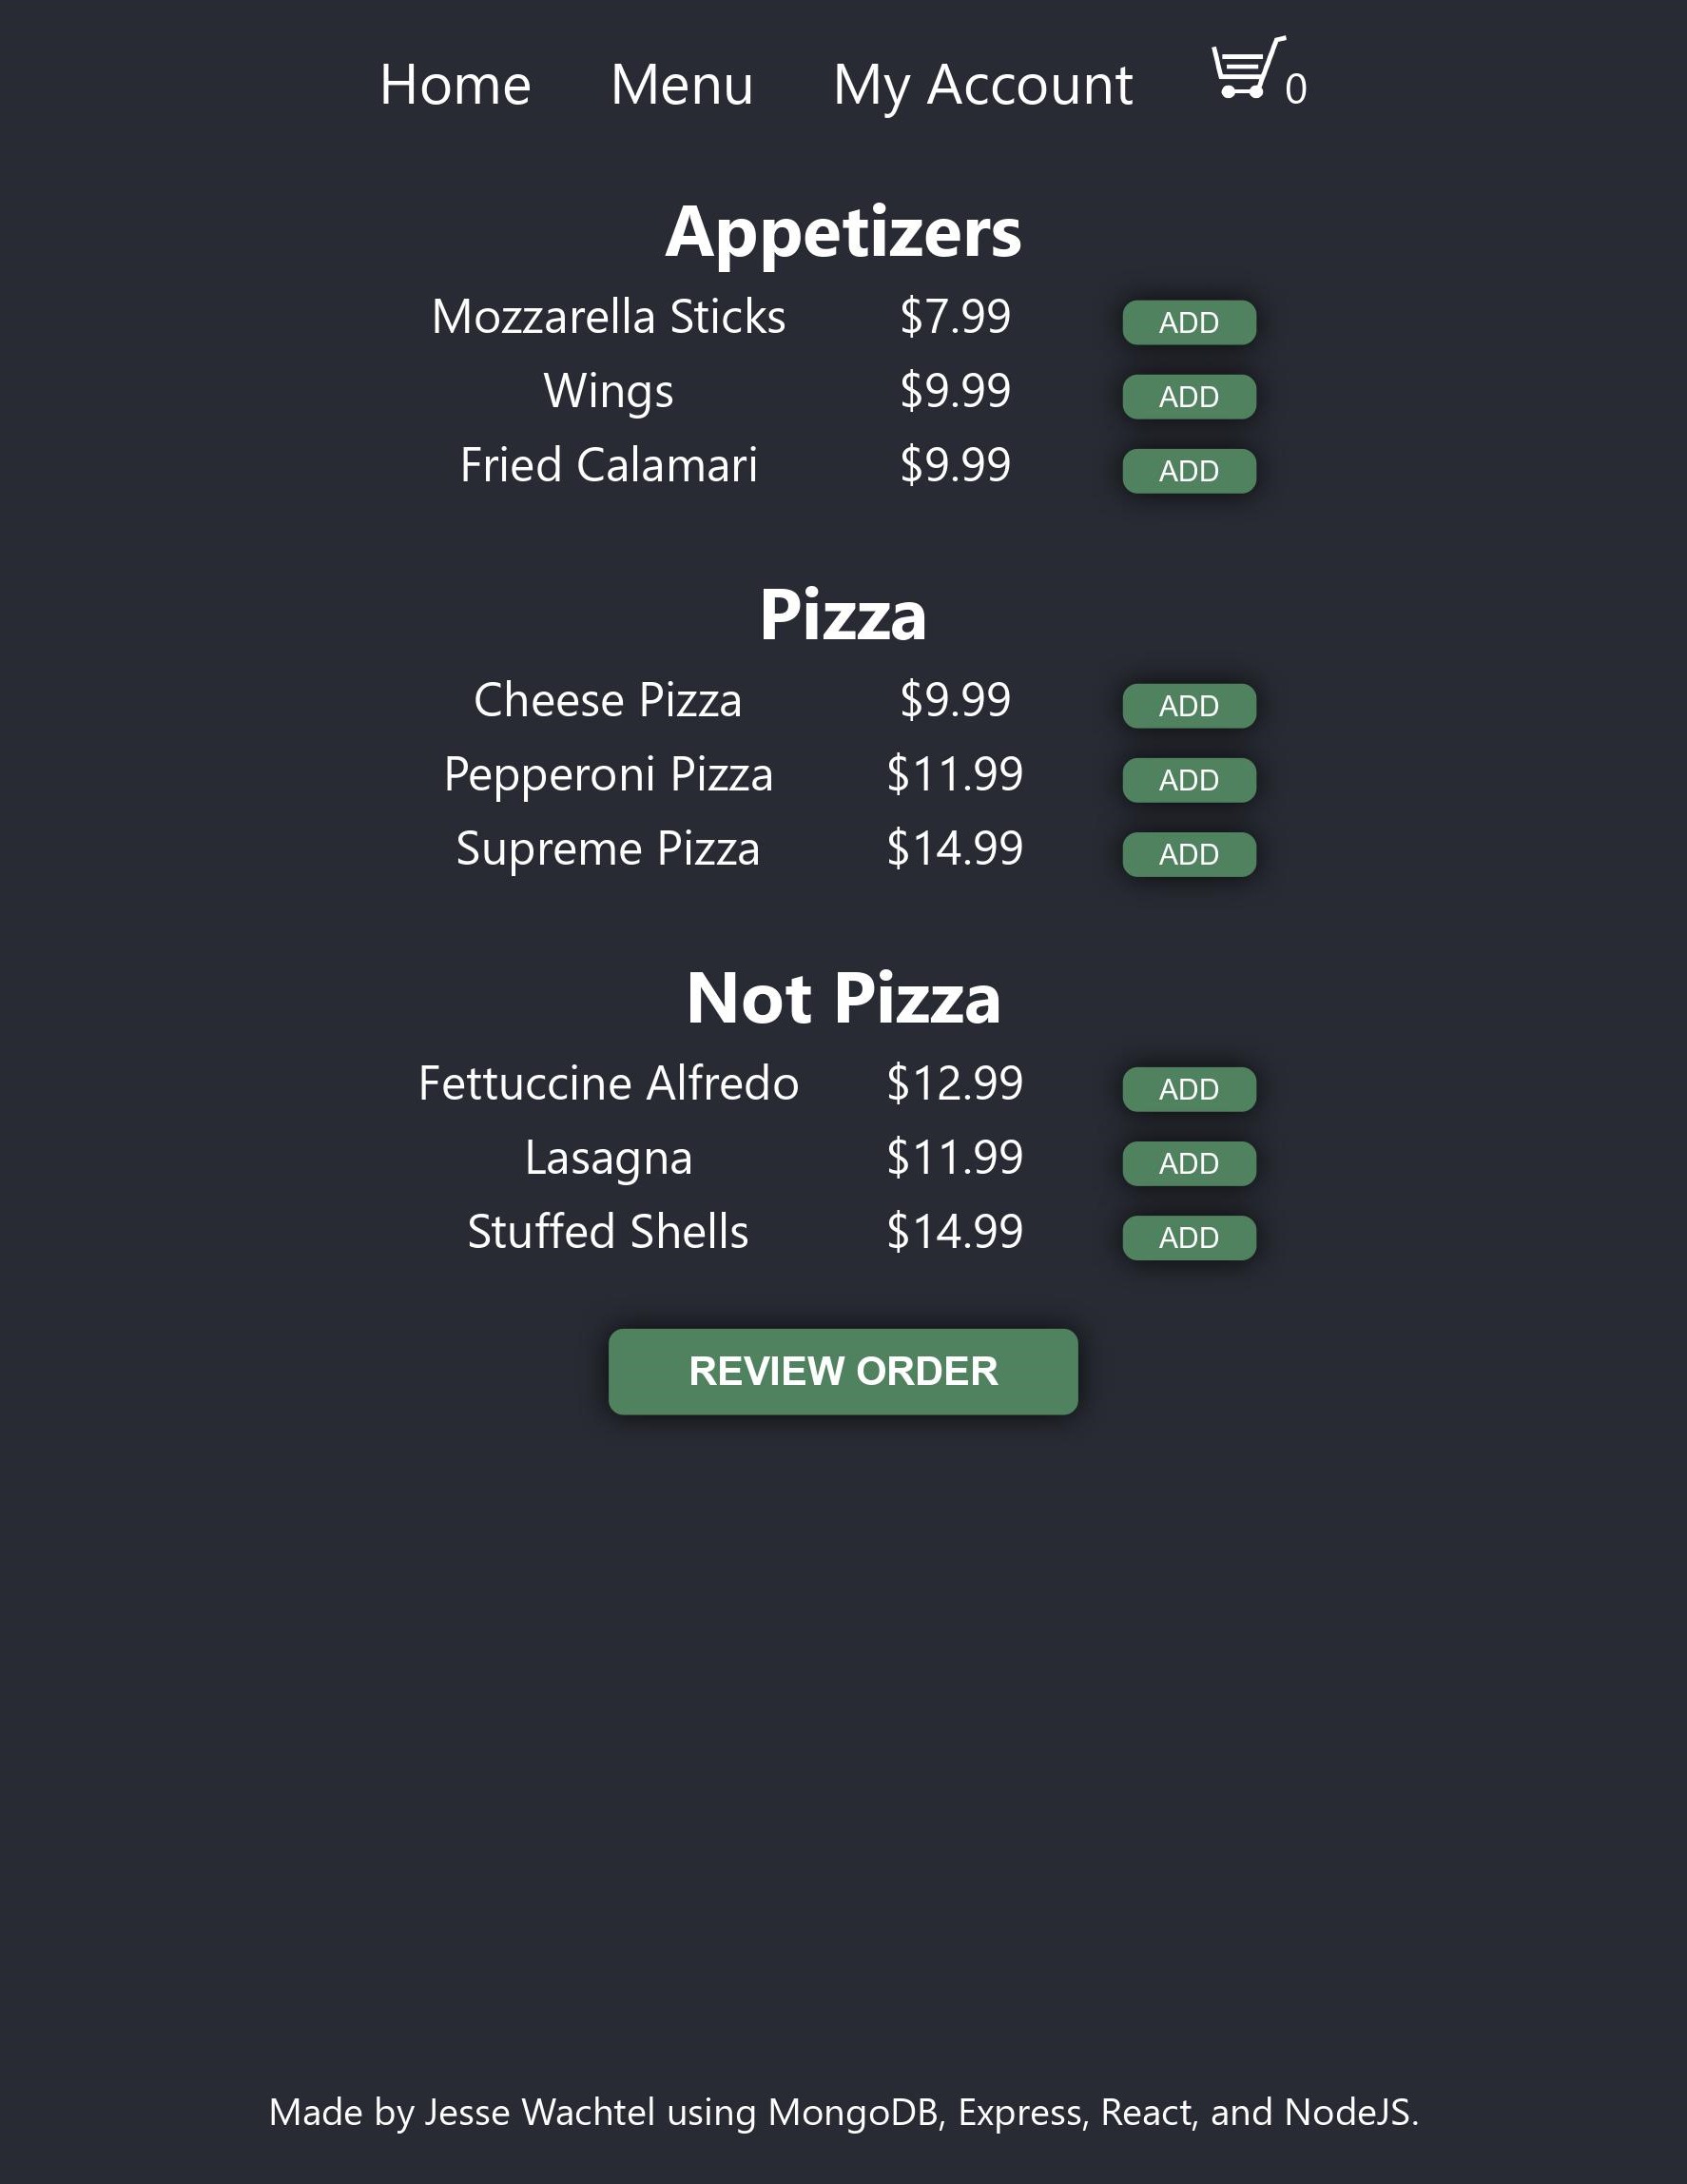 Home Menu My Account 0
Appetizers
Mozzarella Sticks $7.99 ADD
Wings $9.99 ADD
Fried Calamari $9.99 ADD
Pizza
Cheese Pizza $9.99 ADD
Pepperoni Pizza $11.99 ADD
Supreme Pizza $14.99 ADD
Not Pizza
Fettuccine Alfredo $12.99 ADD
Lasagna $11.99 ADD
Stuffed Shells $14.99 ADD
REVIEW ORDER
Made by Jesse Wachtel using MongoDB, Express, React, and NodeJS.